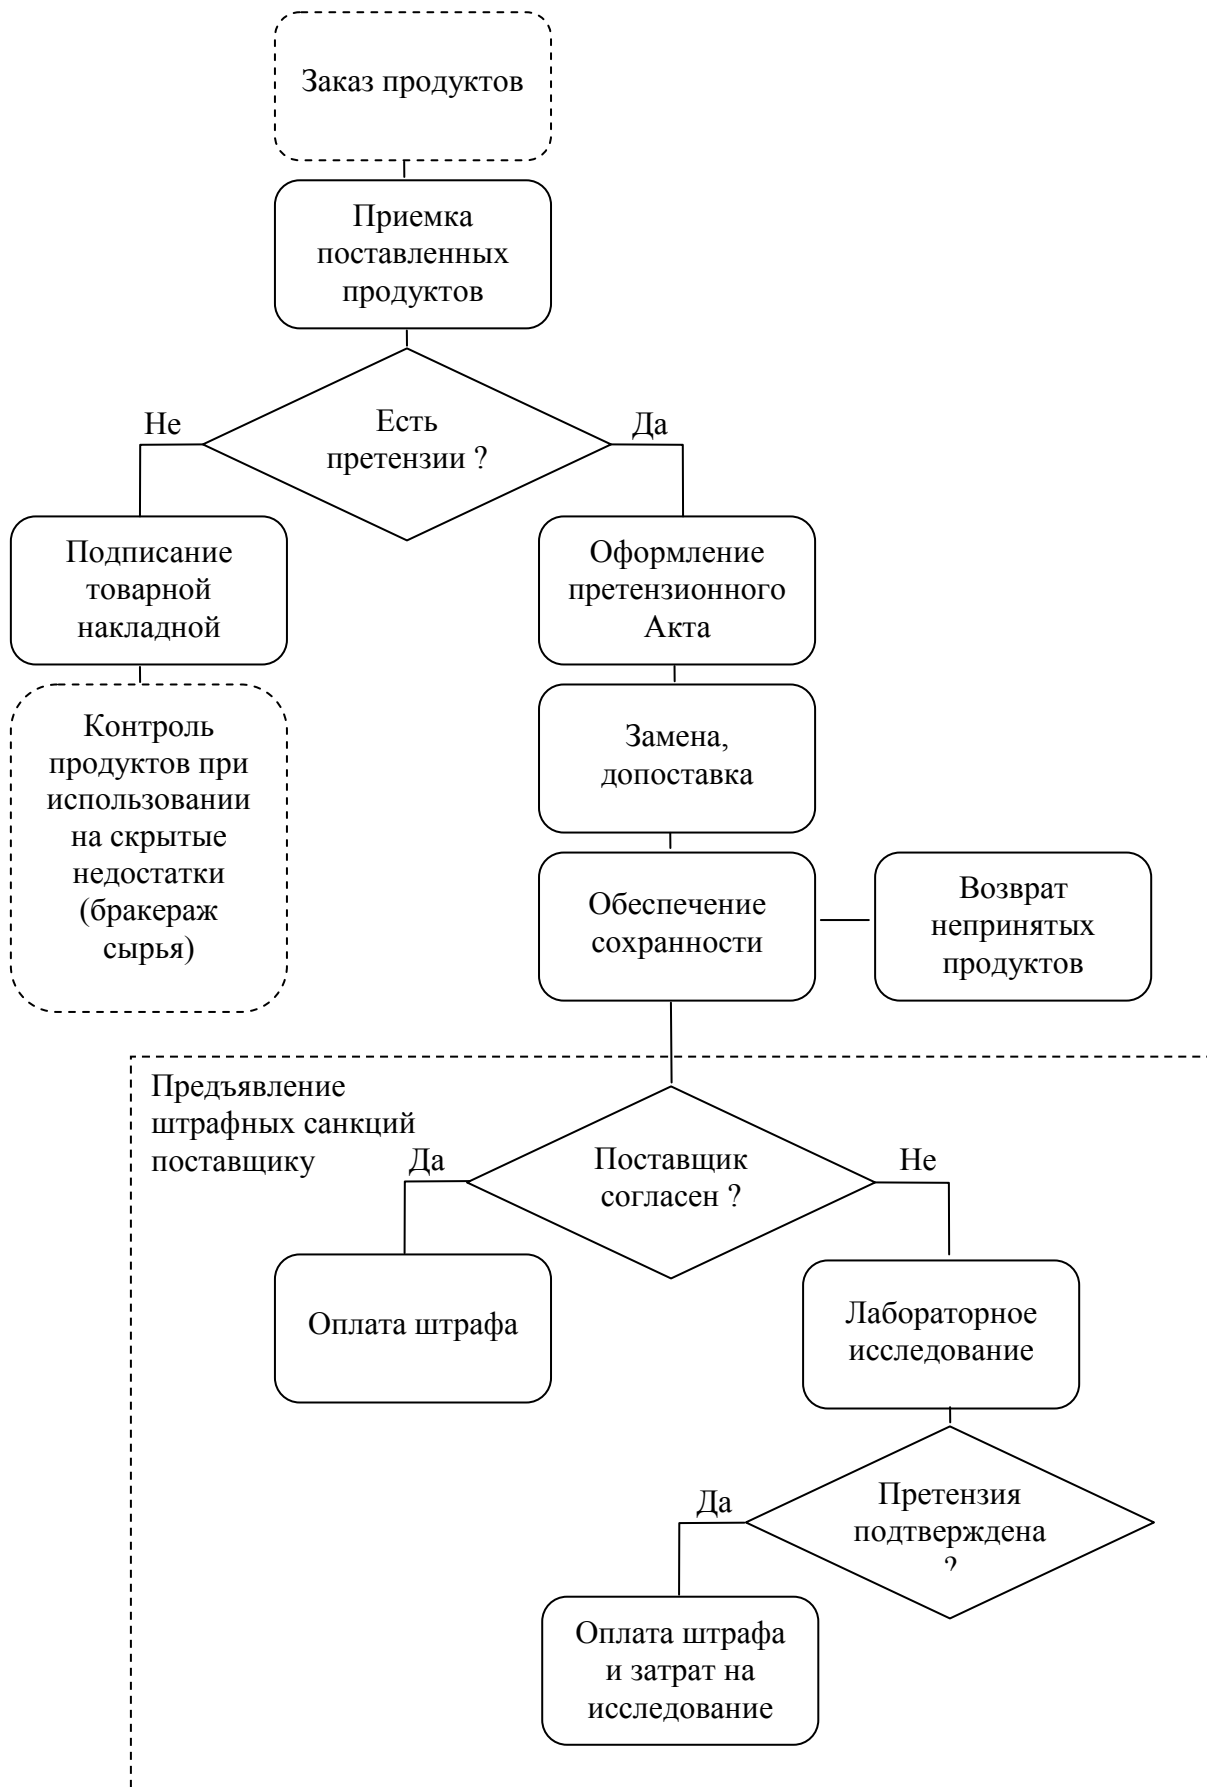 Заказ продуктов
Приемка
поставленных
продуктов
Есть
претензии ?
Не
Да
Подписание
товарной
накладной
Оформление
претензионного
Акта
Контроль
продуктов при
использовании
на скрытые
недостатки
(бракераж
сырья)
Замена,
допоставка
Обеспечение
сохранности
Возврат
непринятых
продуктов
Предъявление
штрафных санкций
поставщику
Поставщик
согласен ?
Да
Не
Оплата штрафа
Лабораторное
исследование
Претензия
подтверждена
?
Да
Оплата штрафа
и затрат на
исследование